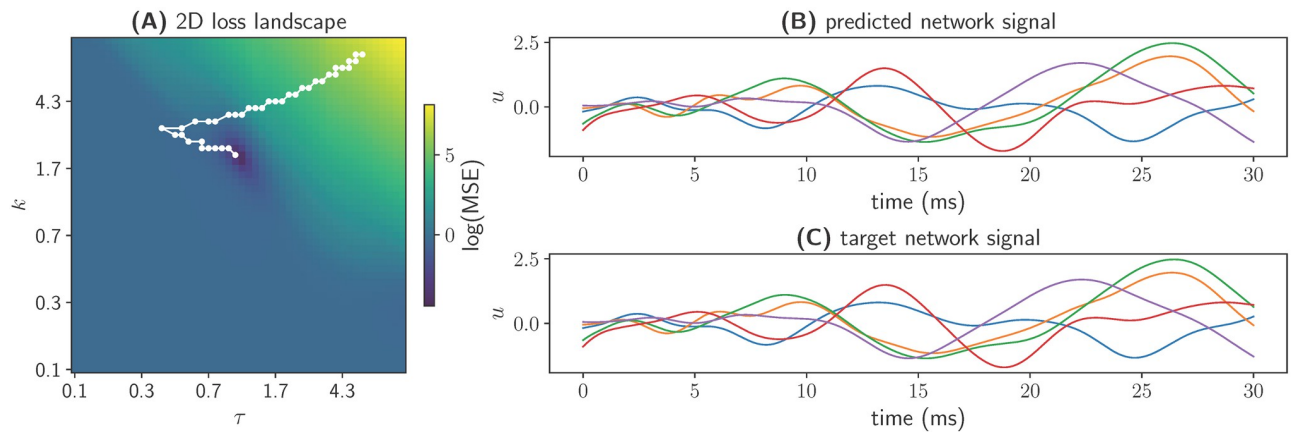 (A) 2D loss landscape
4.3
1.7
0.7
0.3
0.1
k
0.1 0.3 0.7 1.7 4.3
τ
5
0
log(MSE)
(B) predicted network signal
2.5
0.0
u
0 5 10 15 20 25 30
time (ms)
(C) target network signal
2.5
0.0
u
0 5 10 15 20 25 30
time (ms)